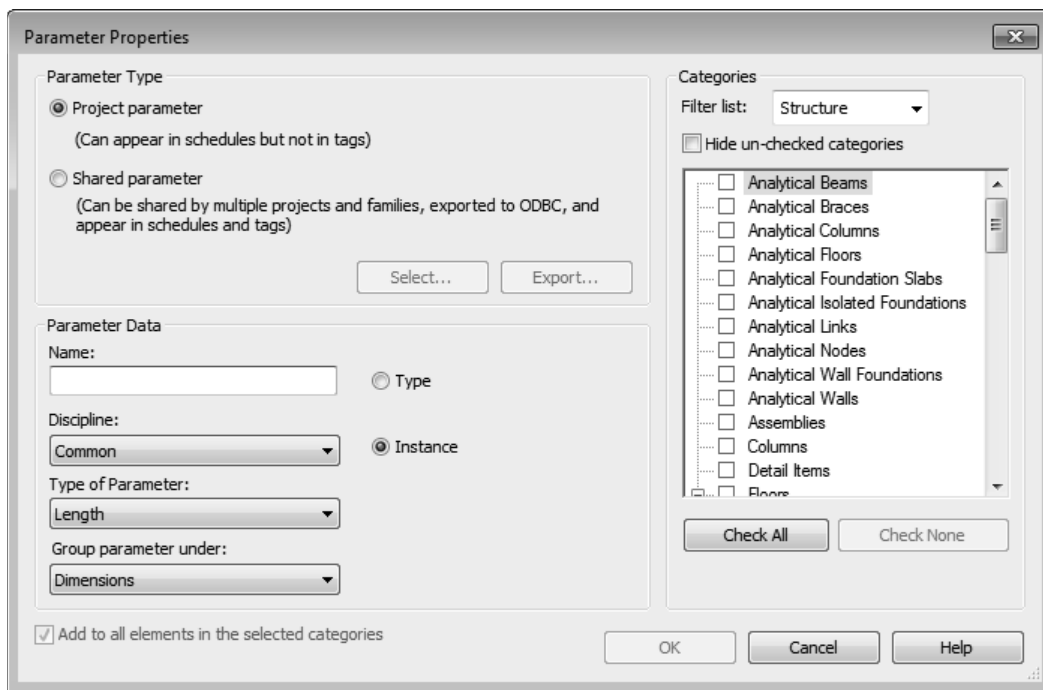 Parameter Properties
Parameter Type
Project parameter
(Can appear in schedules but not in tags)
Shared parameter
(Can be shared by multiple projects and families, exported to ODBC, and
appear in schedules and tags)
Select...
Export...
Parameter Data
Name:
Type
Discipline:
Common
Instance
Type of Parameter:
Length
Group parameter under:
Dimensions
Add to all elements in the selected categories
Categories
Filter list:
Structure
Hide un-checked categories
Analytical Beams
Analytical Braces
Analytical Columns
Analytical Floors
Analytical Foundation Slabs
Analytical Isolated Foundations
Analytical Links
Analytical Nodes
Analytical Wall Foundations
Analytical Walls
Assemblies
Columns
Detail Items
Floors
Check All
Check None
OK
Cancel
Help